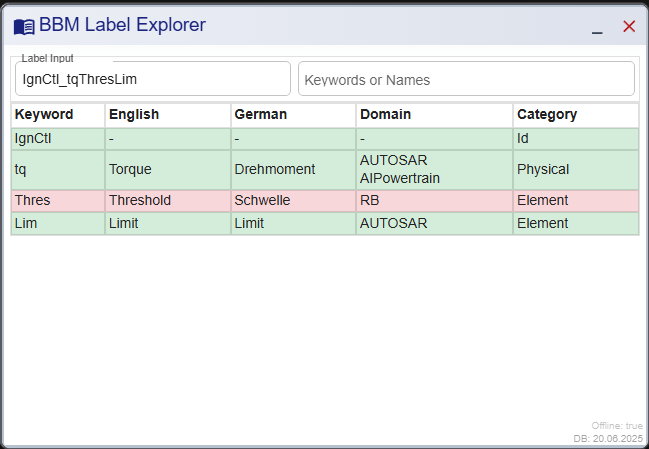 BBM Label Explorer
Label Input
IgnCtl_tqThresLim
Keywords or Names
Keyword English German Domain Category
IgnCtl - - - Id
tq Torque Drehmoment AUTOSAR AIPowertrain Physical
Thres Threshold Schwelle RB Element
Lim Limit Limit AUTOSAR Element
Offline: true
DB: 20.06.2025